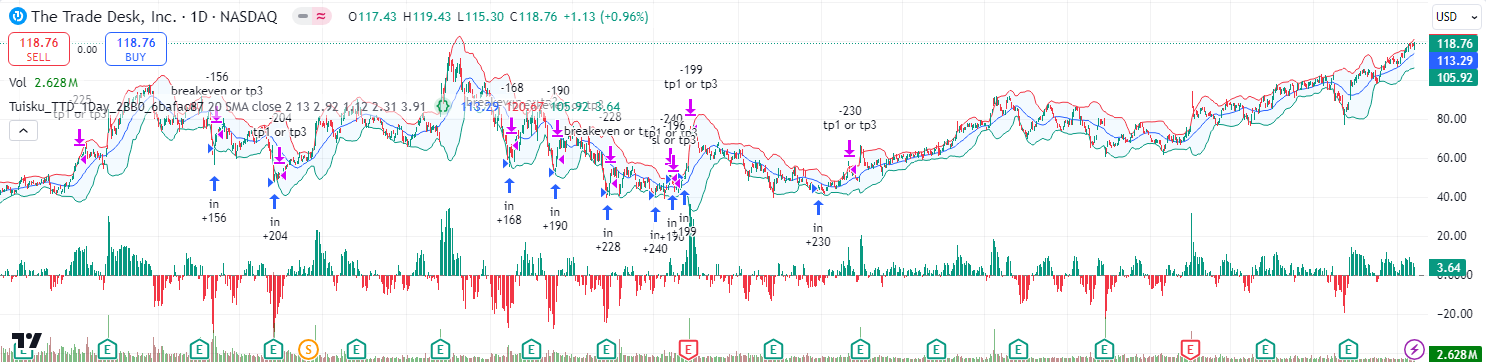 The Trade Desk, Inc. · 1D · NASDAQ O117.43 H119.43 L115.30 C118.76 +1.13 (+0.96%)
USD
118.76
SELL
0.00
118.76
BUY
Vol 2.628M
Tuisku_TTD_1Day_2BB0_6bafac87 20 SMA close 2 13 2.92 1.12 2.31 3.91 113.29 120.67 105.92 3.64
225
tp1 or tp3
-156
breakeven or tp3
-204
tp1 or tp3
-168
-190
breakeven or tp3
-228
-240
-196
sl or tp3
-199
tp1 or tp3
-230
tp1 or tp3
in
+156
in
+204
in
+168
in
+190
in
+228
in
+240
in
+196
in
+199
in
+230
118.76
113.29
105.92
80.00
60.00
40.00
20.00
3.64
0.0000
−20.00
2.628M
E
E
E
S
E
E
E
E
E
E
E
E
E
E
E
E
E